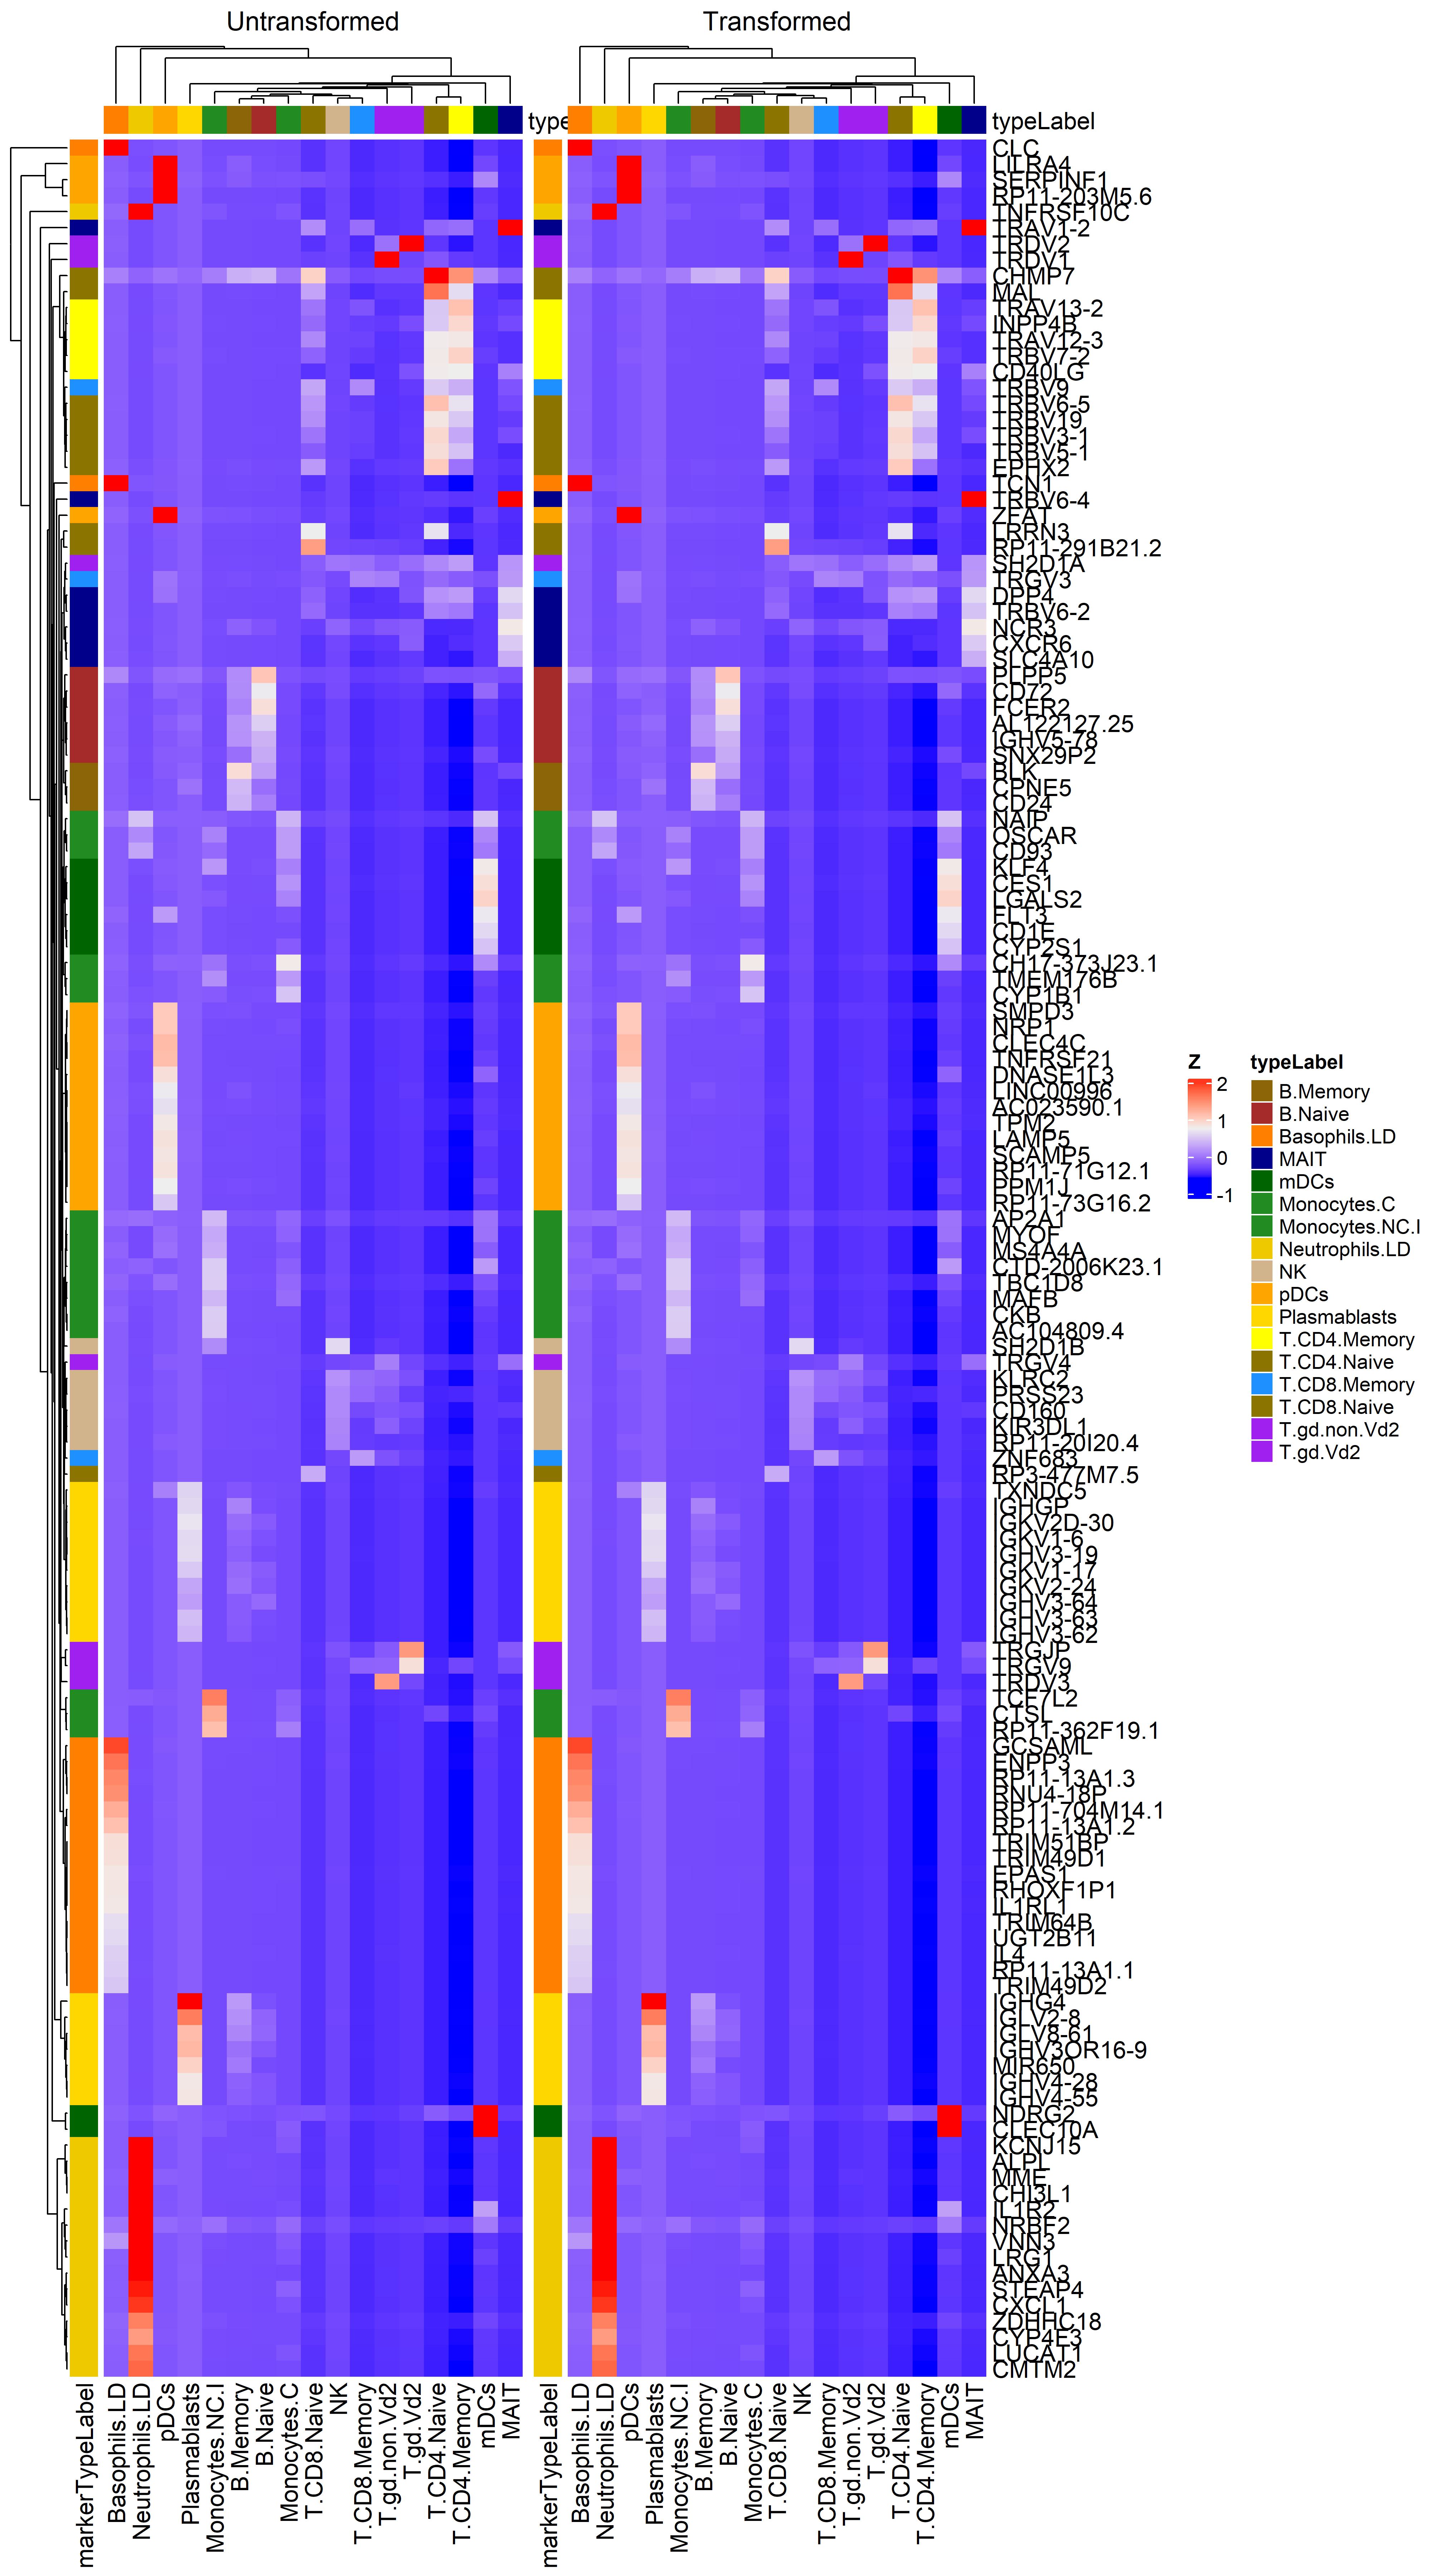 Untransformed
Transformed
type
typeLabel
CLC
LILRA4
SERPINF1
RP11-203M5.6
TNFRSF10C
TRAV1-2
TRDV2
TRDV1
CHMP7
MAL
TRAV13-2
INPP4B
TRAV12-3
TRBV7-2
CD40LG
TRBV9
TRBV6-5
TRBV19
TRBV3-1
TRBV5-1
EPHX2
TCN1
TRBV6-4
ZFAT
LRRN3
RP11-291B21.2
SH2D1A
TRGV3
DPP4
TRBV6-2
NCR3
CXCR6
SLC4A10
PLPP5
CD72
FCER2
AL122127.25
IGHV5-78
SNX29P2
BLK
CPNE5
CD24
NAIP
OSCAR
CD93
KLF4
CES1
LGALS2
FLT3
CD1E
CYP2S1
CH17-373J23.1
TMEM176B
CYP1B1
SMPD3
NRP1
CLEC4C
TNFRSF21
DNASE1L3
LINC00996
AC023590.1
TPM2
LAMP5
SCAMP5
RP11-71G12.1
PPM1J
RP11-73G16.2
AP2A1
MYOF
MS4A4A
CTD-2006K23.1
TBC1D8
MAFB
CKB
AC104809.4
SH2D1B
TRGV4
KLRC2
PRSS23
CD160
KIR3DL1
RP11-20I20.4
ZNF683
RP3-477M7.5
TXNDC5
IGHGP
IGKV2D-30
IGKV1-6
IGHV3-19
IGKV1-17
IGKV2-24
IGHV3-64
IGHV3-63
IGHV3-62
TRGJP
TRGV9
TRDV3
TCF7L2
CTSL
RP11-362F19.1
GCSAML
ENPP3
RP11-13A1.3
RNU4-18P
RP11-704M14.1
RP11-13A1.2
TRIM51BP
TRIM49D1
EPAS1
RHOXF1P1
IL1RL1
TRIM64B
UGT2B11
IL4
RP11-13A1.1
TRIM49D2
IGHG4
IGLV2-8
IGLV8-61
IGHV3OR16-9
MIR650
IGHV4-28
IGHV4-55
NDRG2
CLEC10A
KCNJ15
ALPL
MME
CHI3L1
IL1R2
NRBF2
VNN3
LRG1
ANXA3
STEAP4
CXCL1
ZDHHC18
CYP4F3
LUCAT1
CMTM2
markerTypeLabel
Basophils.LD
Neutrophils.LD
pDCs
Plasmablasts
Monocytes.NC.I
B.Memory
B.Naive
Monocytes.C
T.CD8.Naive
NK
T.CD8.Memory
T.gd.non.Vd2
T.gd.Vd2
T.CD4.Naive
T.CD4.Memory
mDCs
MAIT
markerTypeLabel
Basophils.LD
Neutrophils.LD
pDCs
Plasmablasts
Monocytes.NC.I
B.Memory
B.Naive
Monocytes.C
T.CD8.Naive
NK
T.CD8.Memory
T.gd.non.Vd2
T.gd.Vd2
T.CD4.Naive
T.CD4.Memory
mDCs
MAIT
Z
2
1
0
-1
typeLabel
B.Memory
B.Naive
Basophils.LD
MAIT
mDCs
Monocytes.C
Monocytes.NC.I
Neutrophils.LD
NK
pDCs
Plasmablasts
T.CD4.Memory
T.CD4.Naive
T.CD8.Memory
T.CD8.Naive
T.gd.non.Vd2
T.gd.Vd2